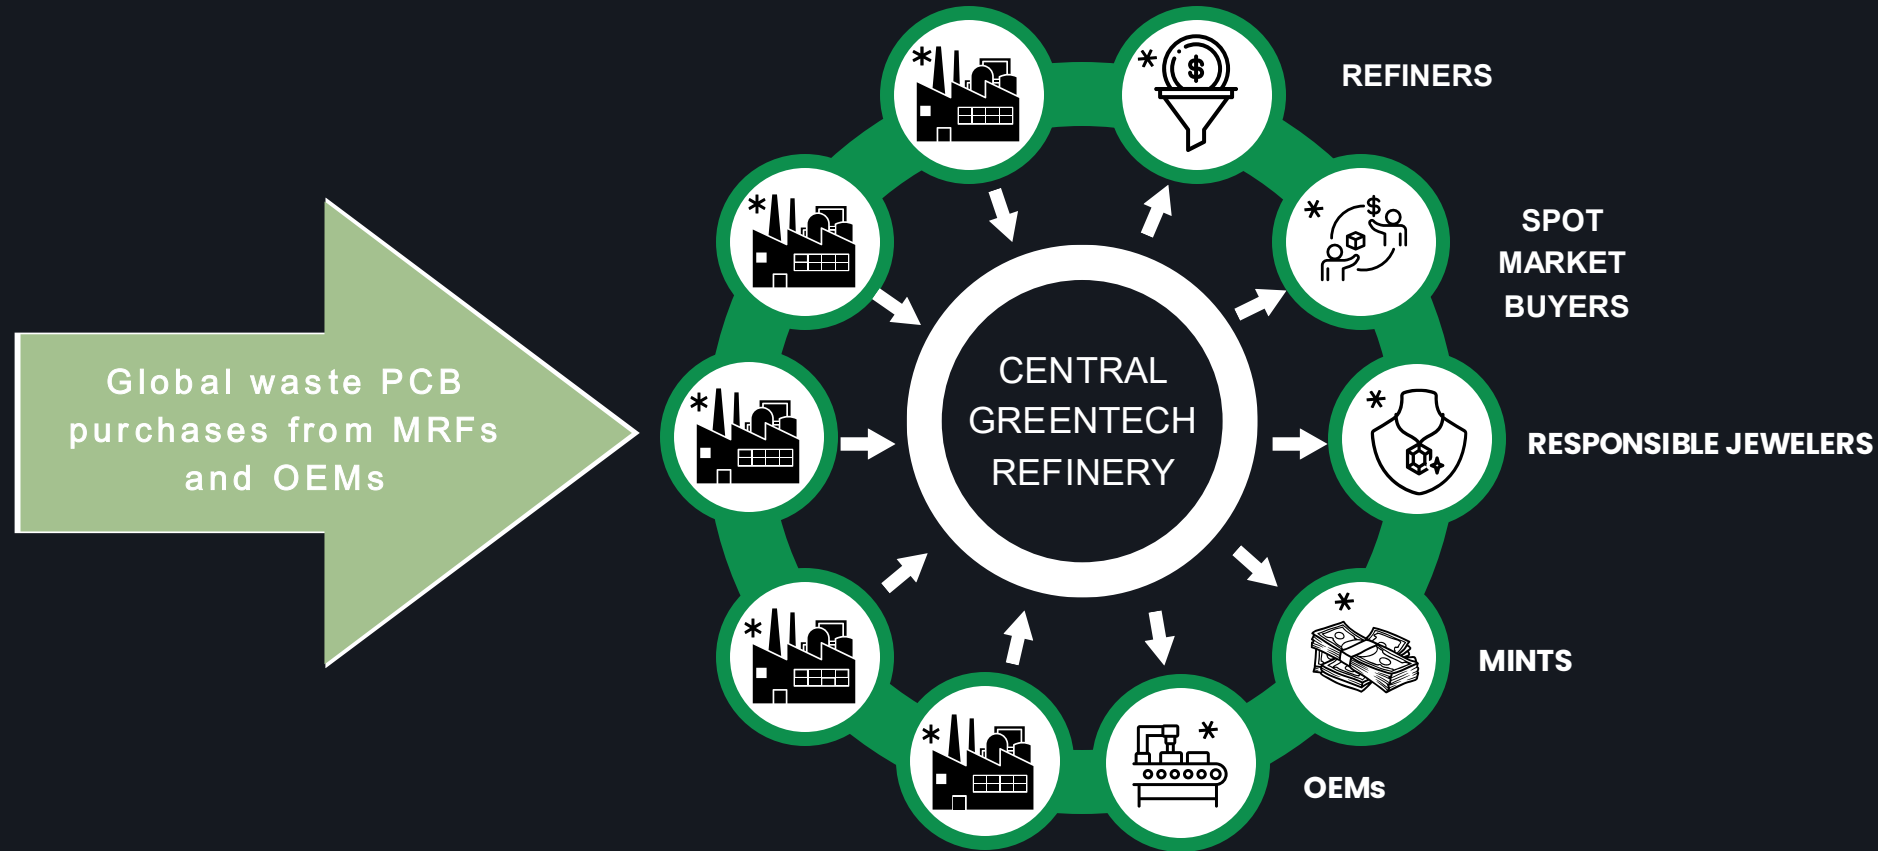 Global waste PCB
purchases from MRFs
and OEMs
CENTRAL
GREENTECH
REFINERY
REFINERS
SPOT
MARKET
BUYERS
RESPONSIBLE JEWELERS
MINTS
OEMs